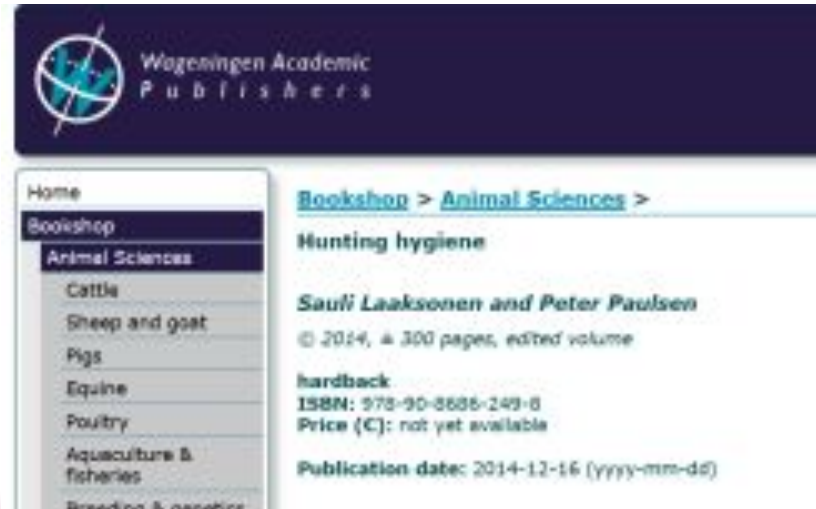 Wageningen Academic
Publishers
Home
Bookshop
Animal Sciences
Cattle
Sheep and goat
Pigs
Equine
Poultry
Aquaculture &
fisheries
Breeding & genetics
Bookshop > Animal Sciences >
Hunting hygiene
Sauli Laaksonen and Peter Paulsen
© 2014, ± 300 pages, edited volume
hardback
ISBN: 978-90-8686-249-8
Price (€): not yet available
Publication date: 2014-12-16 (yyyy-mm-dd)